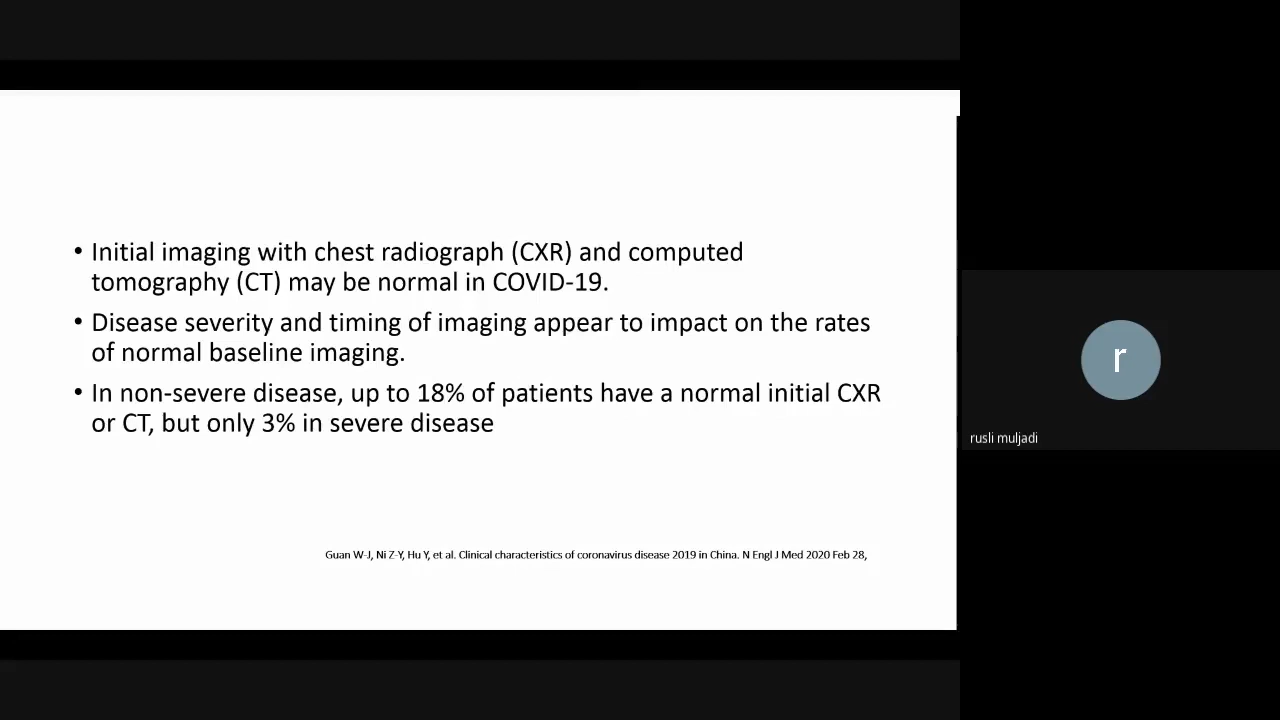 • Initial imaging with chest radiograph (CXR) and computed
tomography (CT) may be normal in COVID-19.
• Disease severity and timing of imaging appear to impact on the rates
of normal baseline imaging.
• In non-severe disease, up to 18% of patients have a normal initial CXR
or CT, but only 3% in severe disease
Guan W-J, Ni Z-Y, Hu Y, et al. Clinical characteristics of coronavirus disease 2019 in China. N Engl J Med 2020 Feb 28,
r
rusli muljadi